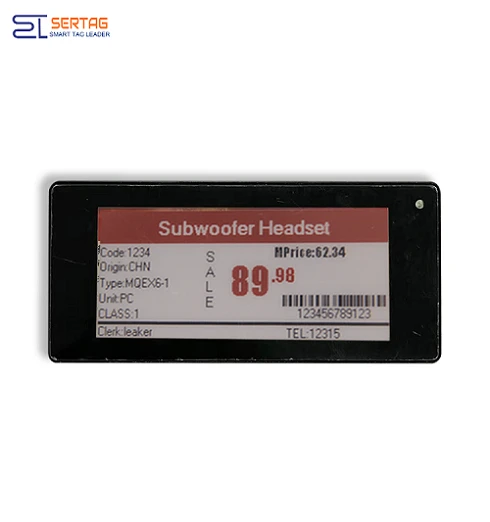 SERTAG
SMART TAG LEADER
Subwoofer Headset
Code:1234
Origin:CHN
Type:MQEX6-1
Unit:PC
CLASS:1
SALE
MPrice:62.34
89.98
123456789123
Clerk:leaker
TEL:12315